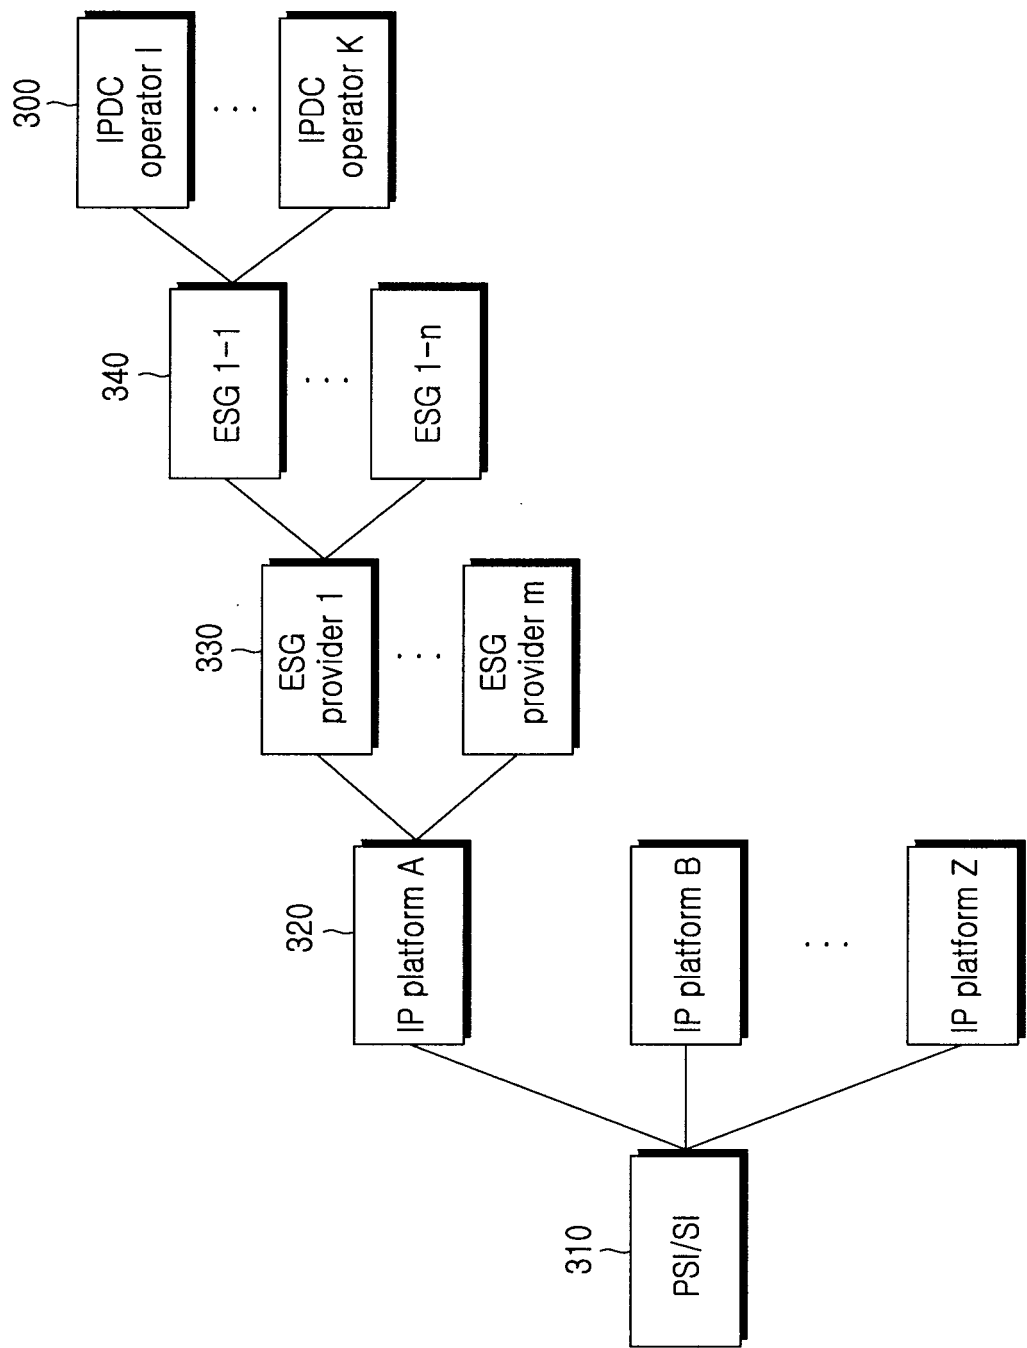 310
PSI/SI
320
IP platform A
IP platform B
. . .
IP platform Z
330
ESG
provider 1
. . .
ESG
provider m
340
ESG 1-1
. . .
ESG 1-n
300
IPDC
operator I
. . .
IPDC
operator K